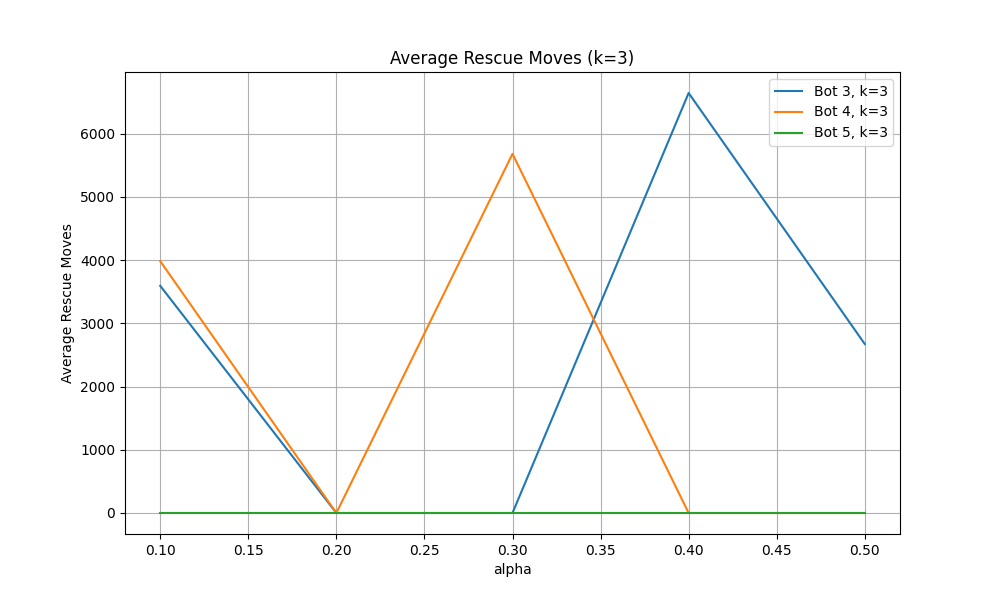 Average Rescue Moves (k=3)
Bot 3, k=3
Bot 4, k=3
Bot 5, k=3
Average Rescue Moves
6000
5000
4000
3000
2000
1000
0
0.10 0.15 0.20 0.25 0.30 0.35 0.40 0.45 0.50
alpha